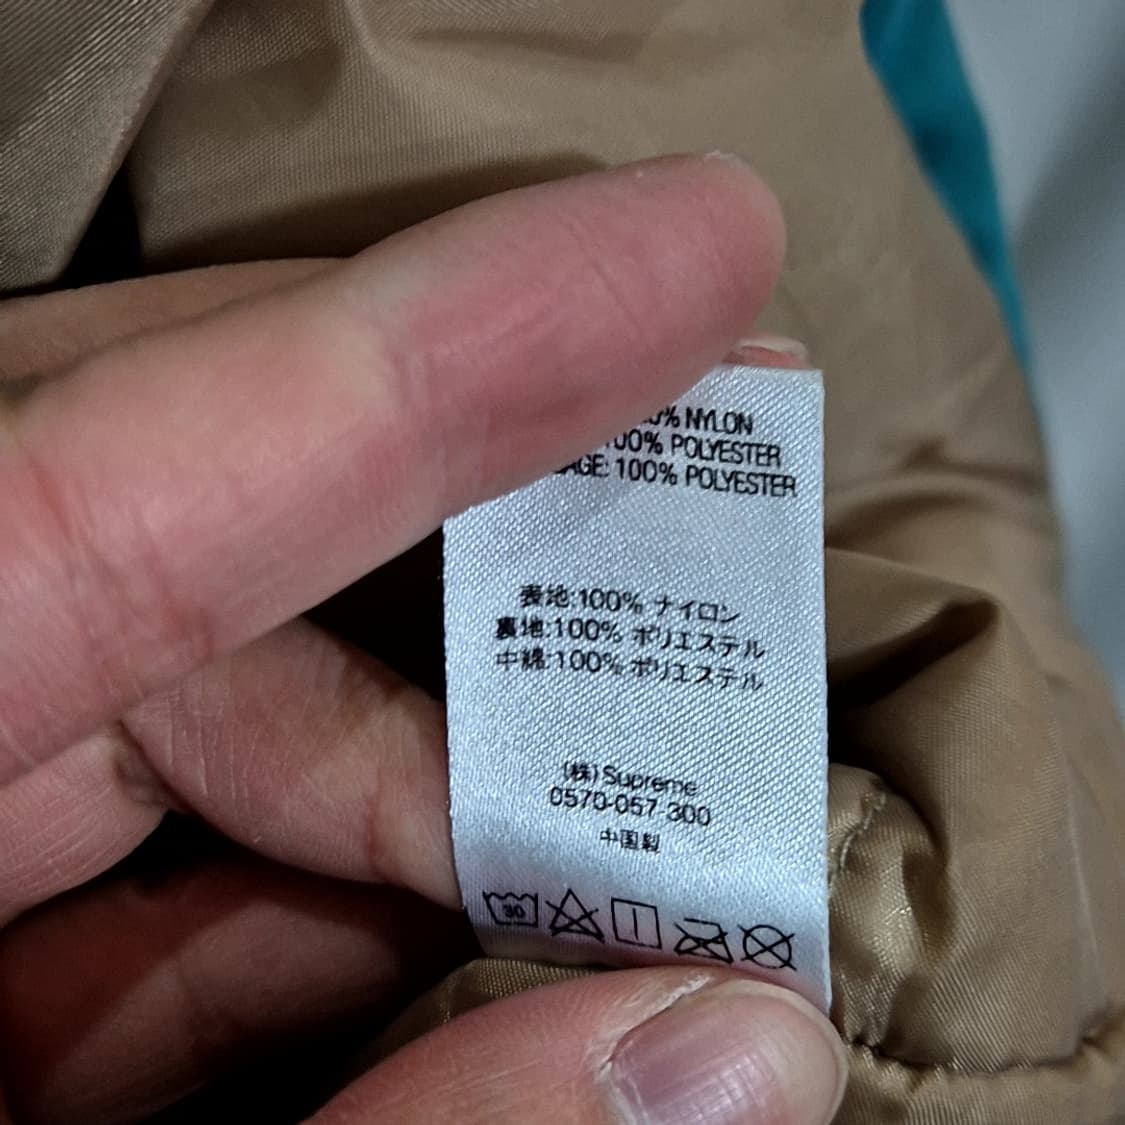 0% NYLON
100% POLYESTER
AGE: 100% POLYESTER
表地:100% ナイロン
裏地:100% ポリエステル
中綿:100% ポリエステル
(株)Supreme
0570-057 300
中国製
30